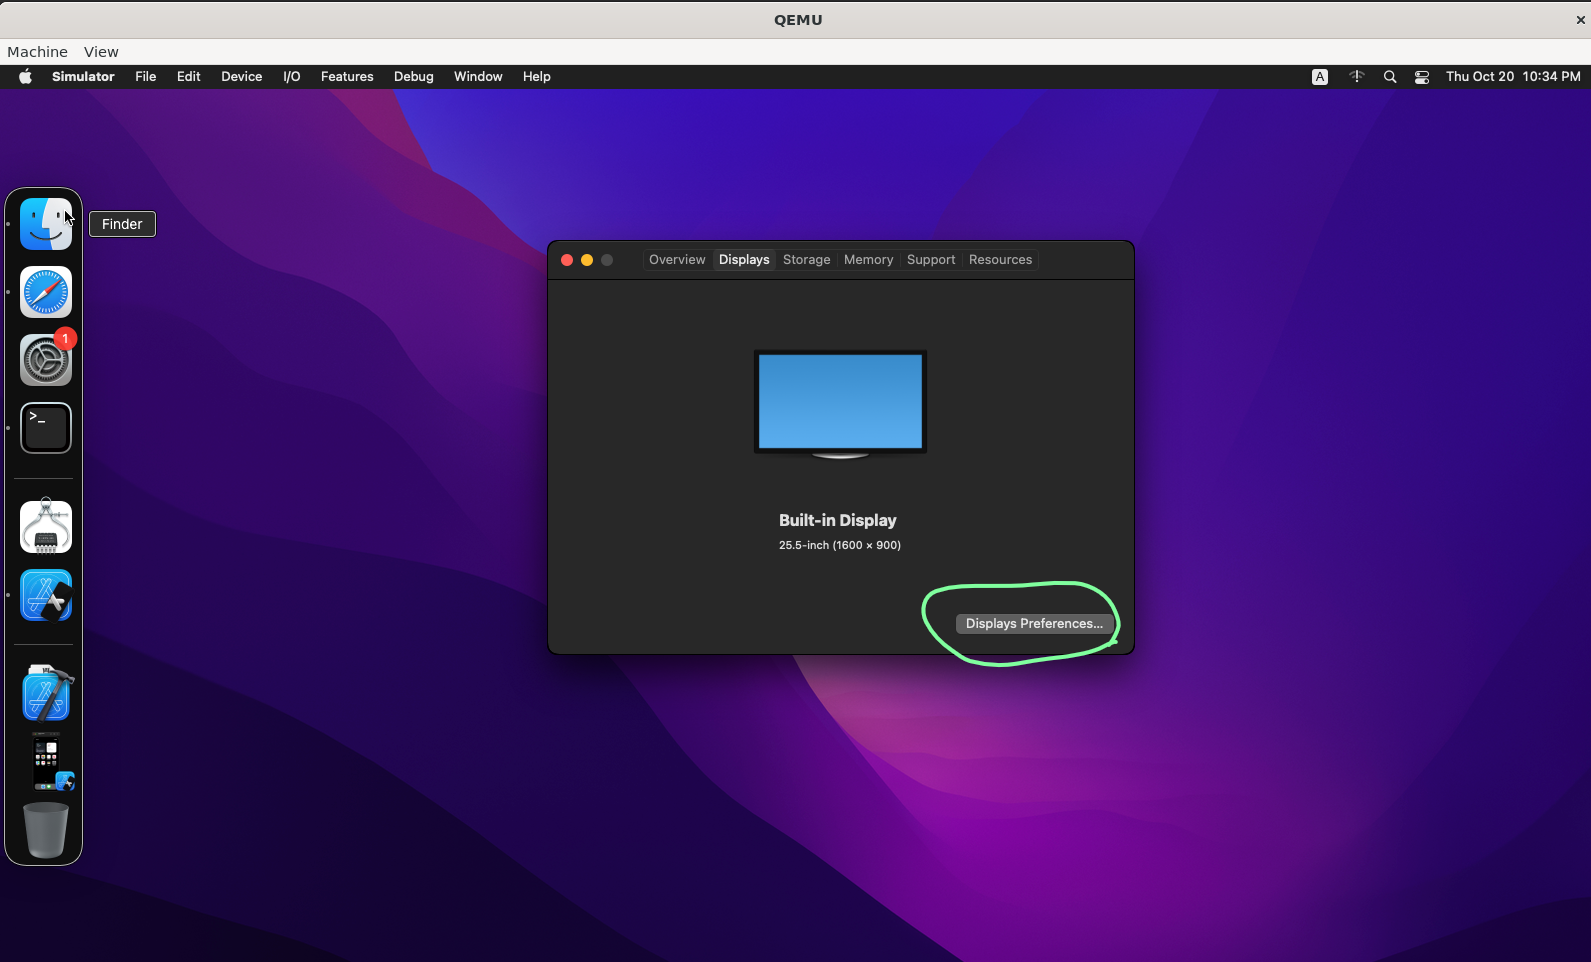 QEMU
Machine View
Simulator File Edit Device I/O Features Debug Window Help A Thu Oct 20 10:34 PM
Finder
1
>_
Overview Displays Storage Memory Support Resources
Built-in Display
25.5-inch (1600 × 900)
Displays Preferences...